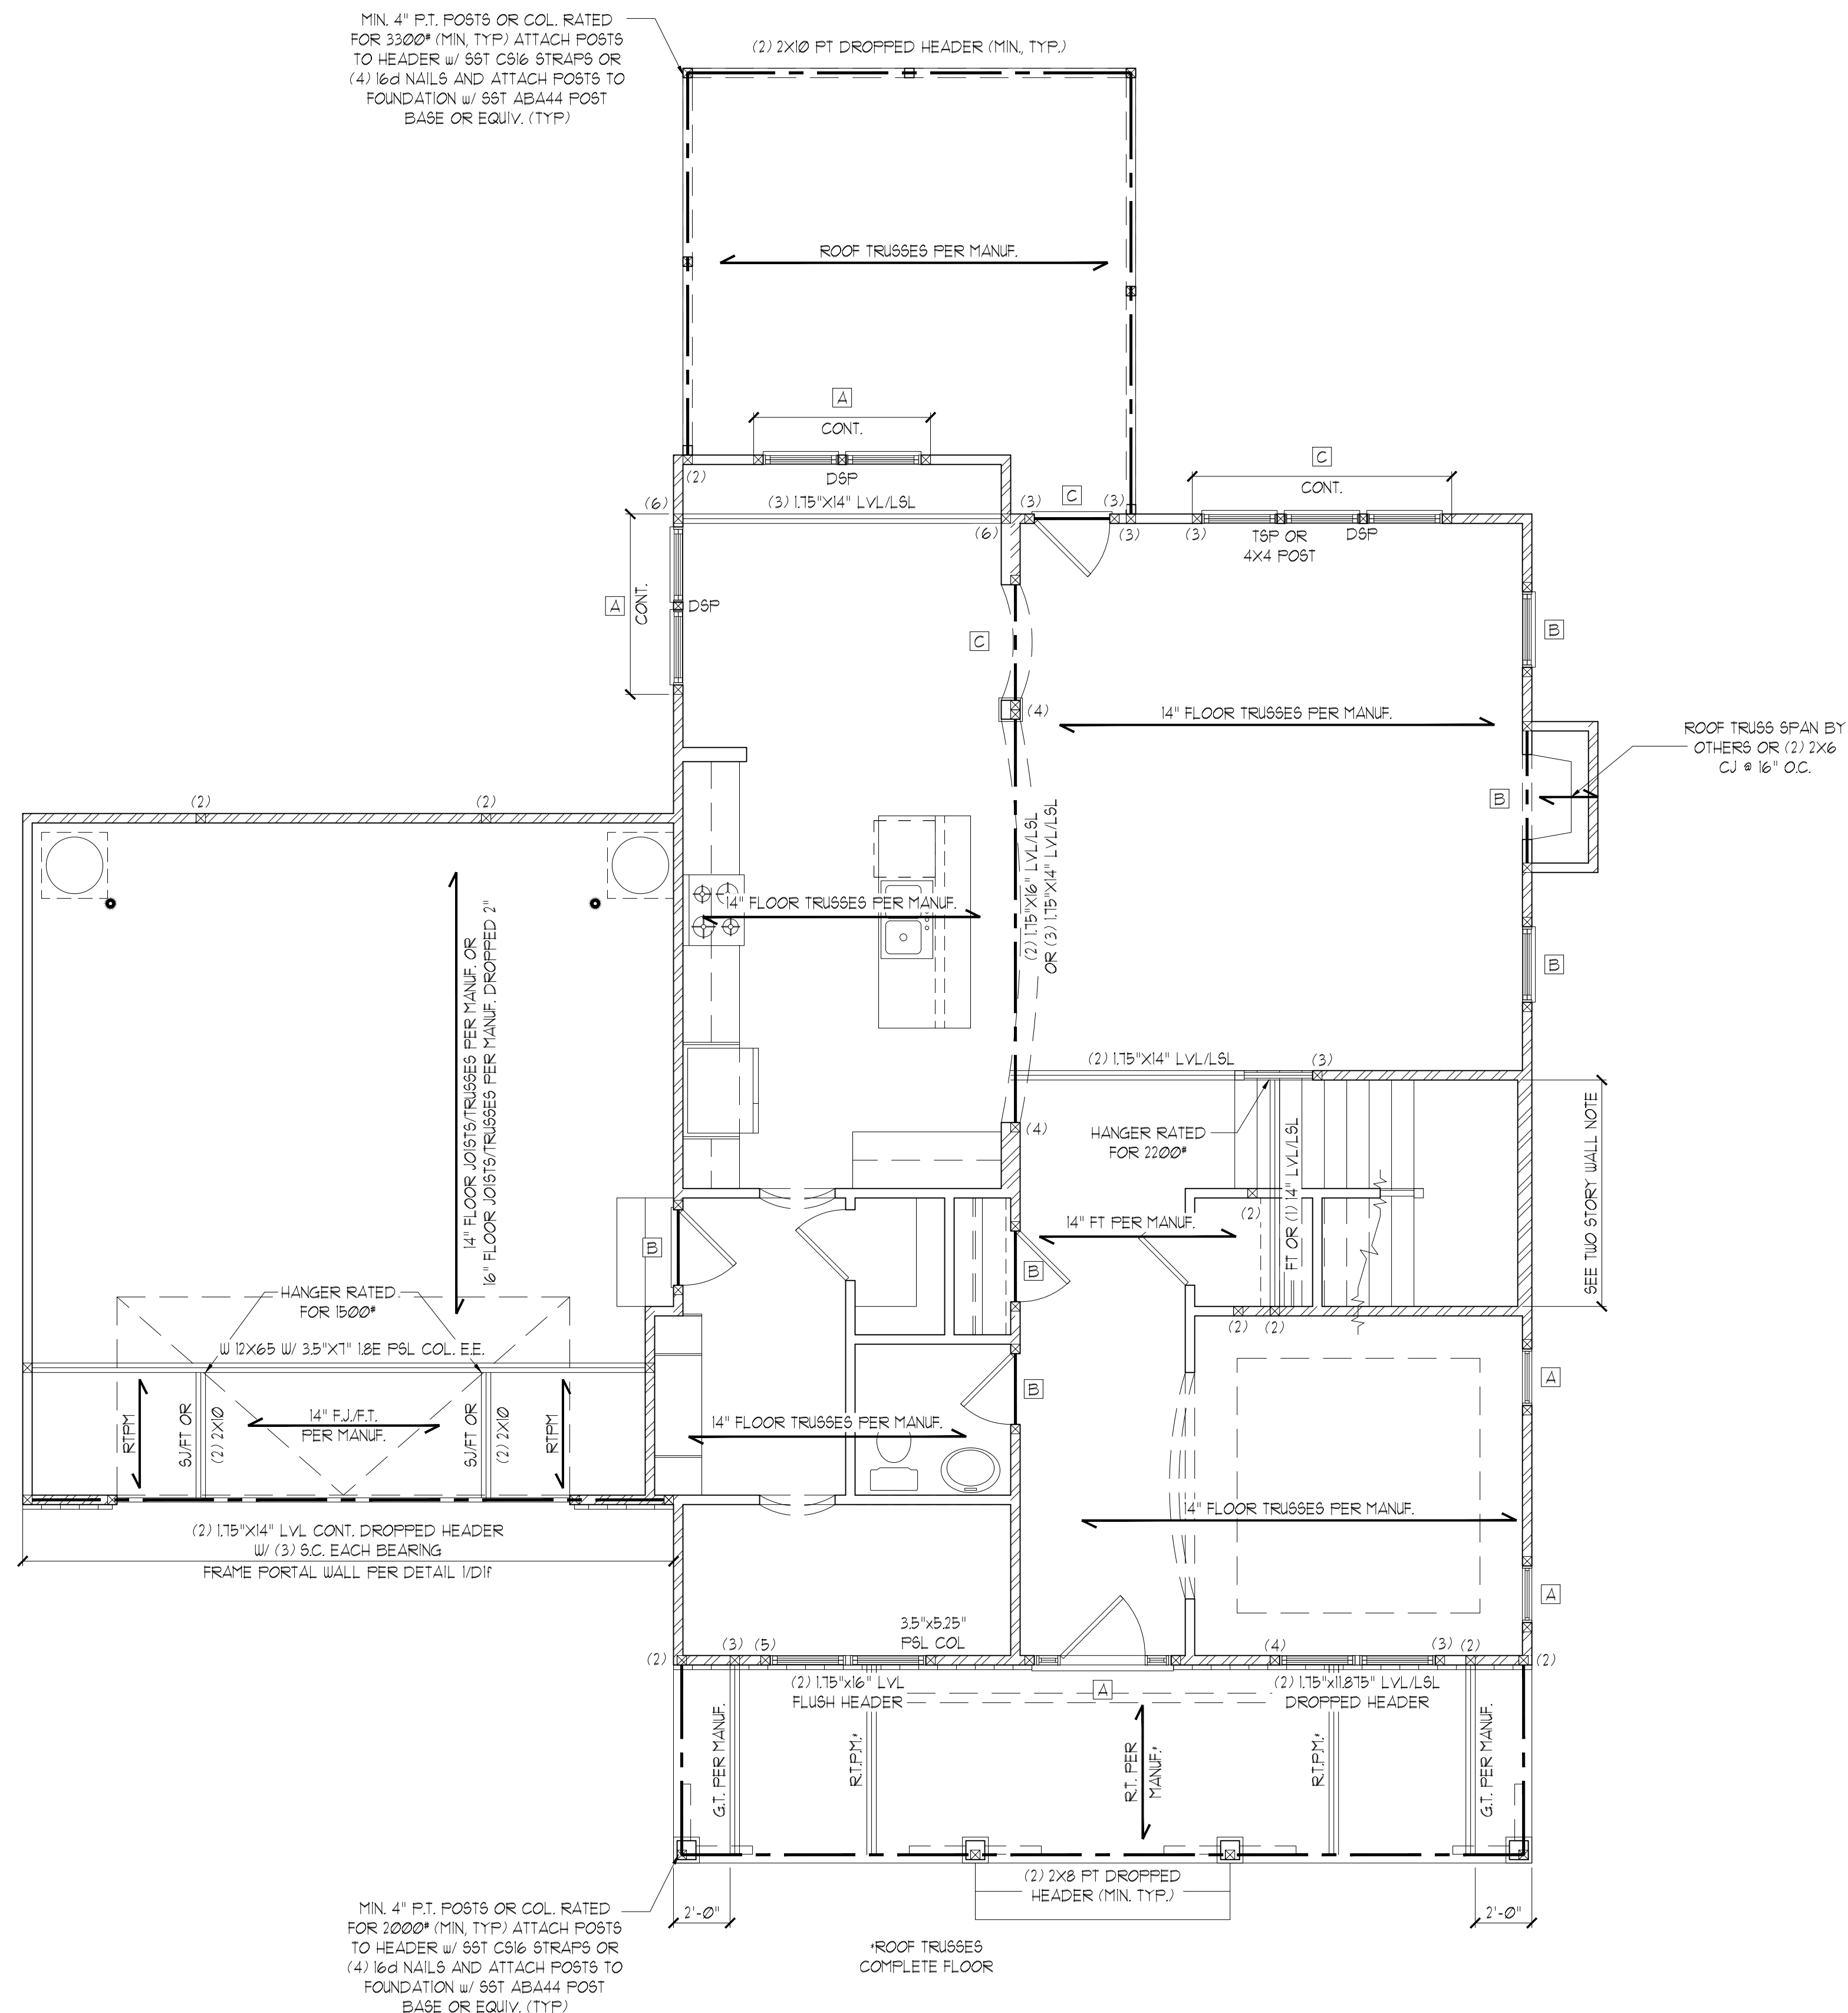 MIN. 4" P.T. POSTS OR COL. RATED
FOR 3300# (MIN, TYP) ATTACH POSTS
TO HEADER w/ SST CS16 STRAPS OR
(4) 16d NAILS AND ATTACH POSTS TO
FOUNDATION w/ SST ABA44 POST
BASE OR EQUIV. (TYP)
(2) 2X10 PT DROPPED HEADER (MIN., TYP.)
ROOF TRUSSES PER MANUF.
A
CONT.
DSP
(2)
(6)
(3) 1.75"X14" LVL/LSL
(6)
(3)
C
(3)
(3)
C
CONT.
(3)
TSP OR
4X4 POST
DSP
A
CONT.
DSP
C
B
(4)
14" FLOOR TRUSSES PER MANUF.
ROOF TRUSS SPAN BY
OTHERS OR (2) 2X6
CJ @ 16" O.C.
B
(2)
(2)
(2) 1.75"X16" LVL/LSL
OR (3) 1.75"X14" LVL/LSL
14" FLOOR TRUSSES PER MANUF.
B
14" FLOOR JOISTS/TRUSSES PER MANUF. OR
16" FLOOR JOISTS/TRUSSES PER MANUF. DROPPED 2"
(2) 1.75"X14" LVL/LSL
(3)
(4)
HANGER RATED
FOR 2200#
FT OR (1) 14" LVL/LSL
SEE TWO STORY WALL NOTE
(2)
14" FT PER MANUF.
B
B
HANGER RATED
FOR 1500#
(2)
(2)
W 12X65 W/ 3.5"X7" 1.8E PSL COL. E.E.
B
A
RTPM
SJ/FT OR
(2) 2X10
14" F.J./F.T.
PER MANUF.
SJ/FT OR
(2) 2X10
RTPM
14" FLOOR TRUSSES PER MANUF.
14" FLOOR TRUSSES PER MANUF.
(2) 1.75"X14" LVL CONT. DROPPED HEADER
W/ (3) S.C. EACH BEARING
FRAME PORTAL WALL PER DETAIL 1/D1f
A
3.5"x5.25"
PSL COL
(2)
(3)
(5)
(4)
(3)
(2)
(2)
(2) 1.75"x16" LVL
FLUSH HEADER
A
(2) 1.75"x11.875" LVL/LSL
DROPPED HEADER
G.T. PER MANUF.
R.T.P.M.*
R.T. PER
MANUF.*
R.T.P.M.*
G.T. PER MANUF.
(2) 2X8 PT DROPPED
HEADER (MIN. TYP.)
2'-0"
2'-0"
MIN. 4" P.T. POSTS OR COL. RATED
FOR 2000# (MIN, TYP) ATTACH POSTS
TO HEADER w/ SST CS16 STRAPS OR
(4) 16d NAILS AND ATTACH POSTS TO
FOUNDATION w/ SST ABA44 POST
BASE OR EQUIV. (TYP)
*ROOF TRUSSES
COMPLETE FLOOR